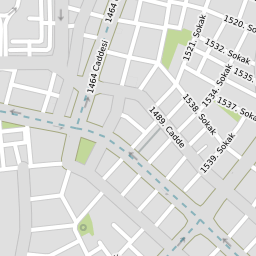 1464
1464 Caddesi
1520. Sokak
1521. Sokak
1532. Sokak
1535.
1534. Sokak
1537. Sokak
1538. Sokak
1489. Cadde
1539. Sokak